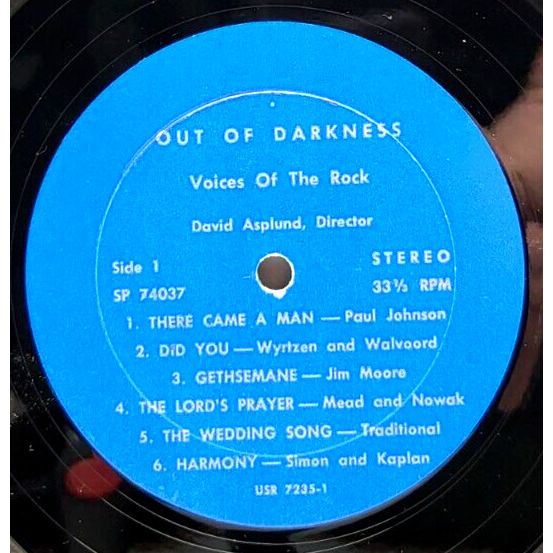 OUT OF DARKNESS
Voices Of The Rock
David Asplund, Director
Side 1 STEREO
SP 74037 33⅓ RPM
1. THERE CAME A MAN — Paul Johnson
2. DiD YOU — Wyrtzen and Walvoord
3. GETHSEMANE — Jim Moore
4. THE LORD'S PRAYER — Mead and Nowak
5. THE WEDDING SONG — Traditional
6. HARMONY — Simon and Kaplan
USR 7235-1